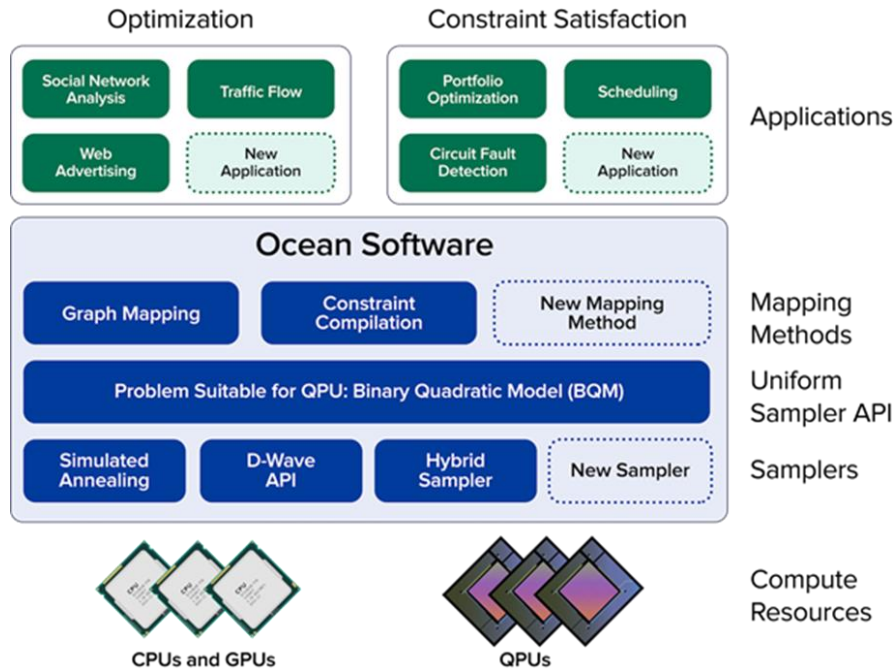 Optimization
Constraint Satisfaction
Social Network
Analysis
Traffic Flow
Web
Advertising
New
Application
Portfolio
Optimization
Scheduling
Circuit Fault
Detection
New
Application
Applications
Ocean Software
Graph Mapping
Constraint
Compilation
New Mapping
Method
Mapping
Methods
Problem Suitable for QPU: Binary Quadratic Model (BQM)
Uniform
Sampler API
Simulated
Annealing
D-Wave
API
Hybrid
Sampler
New Sampler
Samplers
CPU
CPU
CPU
Compute
Resources
CPUs and GPUs
QPUs